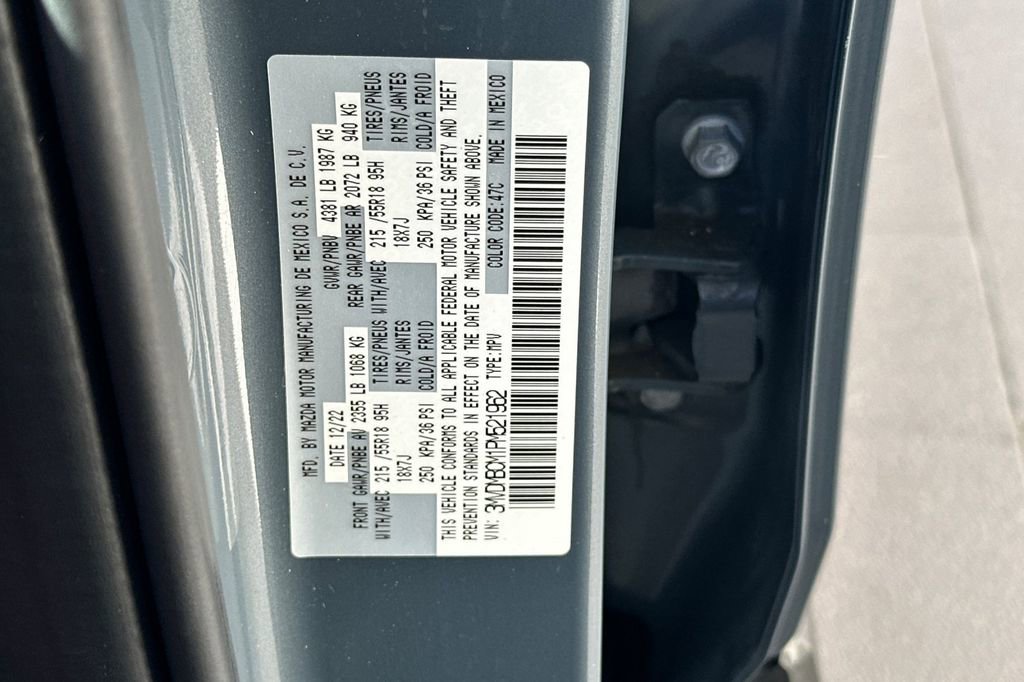 MFD. BY MAZDA MOTOR MANUFACTURING DE MEXICO S.A. DE C.V.
DATE 12/22 GVWR/PNBV 4381 LB 1987 KG
FRONT GAWR/PNBE AV 2355 LB 1068 KG REAR GAWR/PNBE AR 2072 LB 940 KG
WITH/AVEC 215 /55R18 95H TIRES/PNEUS WITH/AVEC 215 /55R18 95H TIRES/PNEUS
18X7J RIMS/JANTES 18X7J RIMS/JANTES
250 KPA/36 PSI COLD/A FROID 250 KPA/36 PSI COLD/A FROID
THIS VEHICLE CONFORMS TO ALL APPLICABLE FEDERAL MOTOR VEHICLE SAFETY AND THEFT
PREVENTION STANDARDS IN EFFECT ON THE DATE OF MANUFACTURE SHOWN ABOVE.
VIN: 3MVDMBCM1PM521962 TYPE:MPV COLOR CODE:47C MADE IN MEXICO